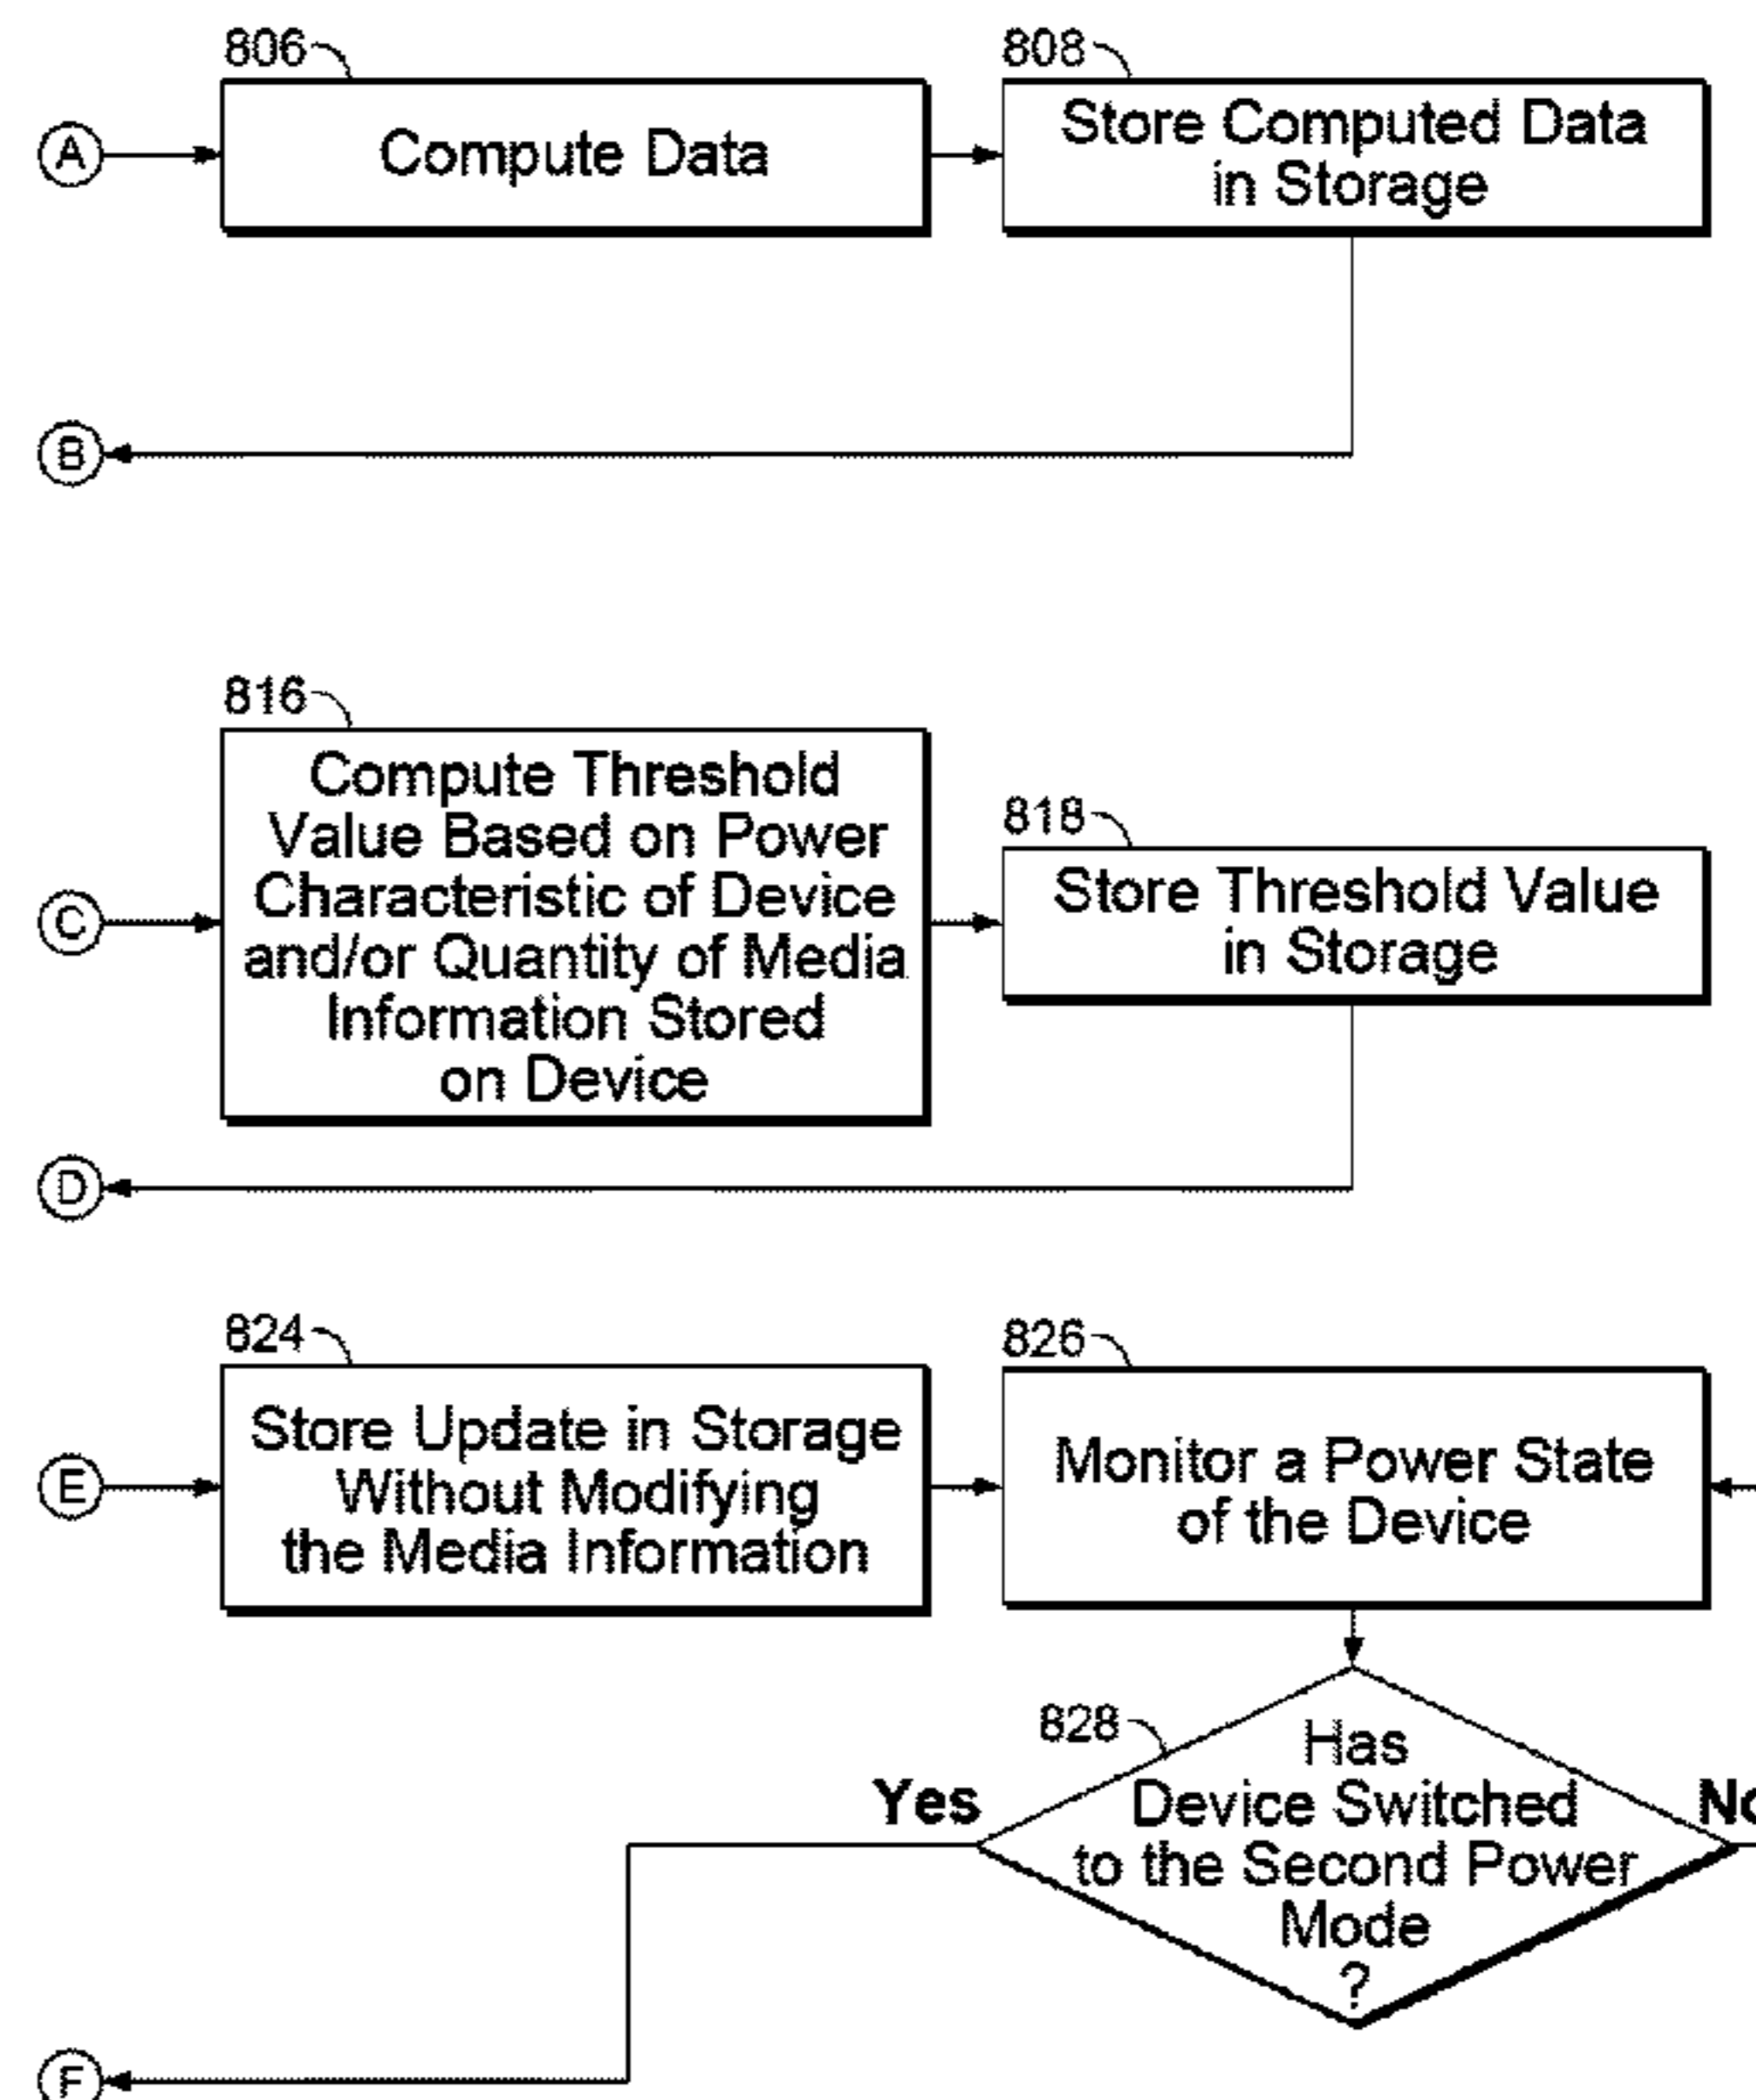 806
808
A
Compute Data
Store Computed Data
in Storage
B
816
Compute Threshold
Value Based on Power
Characteristic of Device
and/or Quantity of Media
Information Stored
on Device
818
C
Store Threshold Value
in Storage
D
824
826
E
Store Update in Storage
Without Modifying
the Media Information
Monitor a Power State
of the Device
828
Has
Device Switched
to the Second Power
Mode
?
Yes
No
F